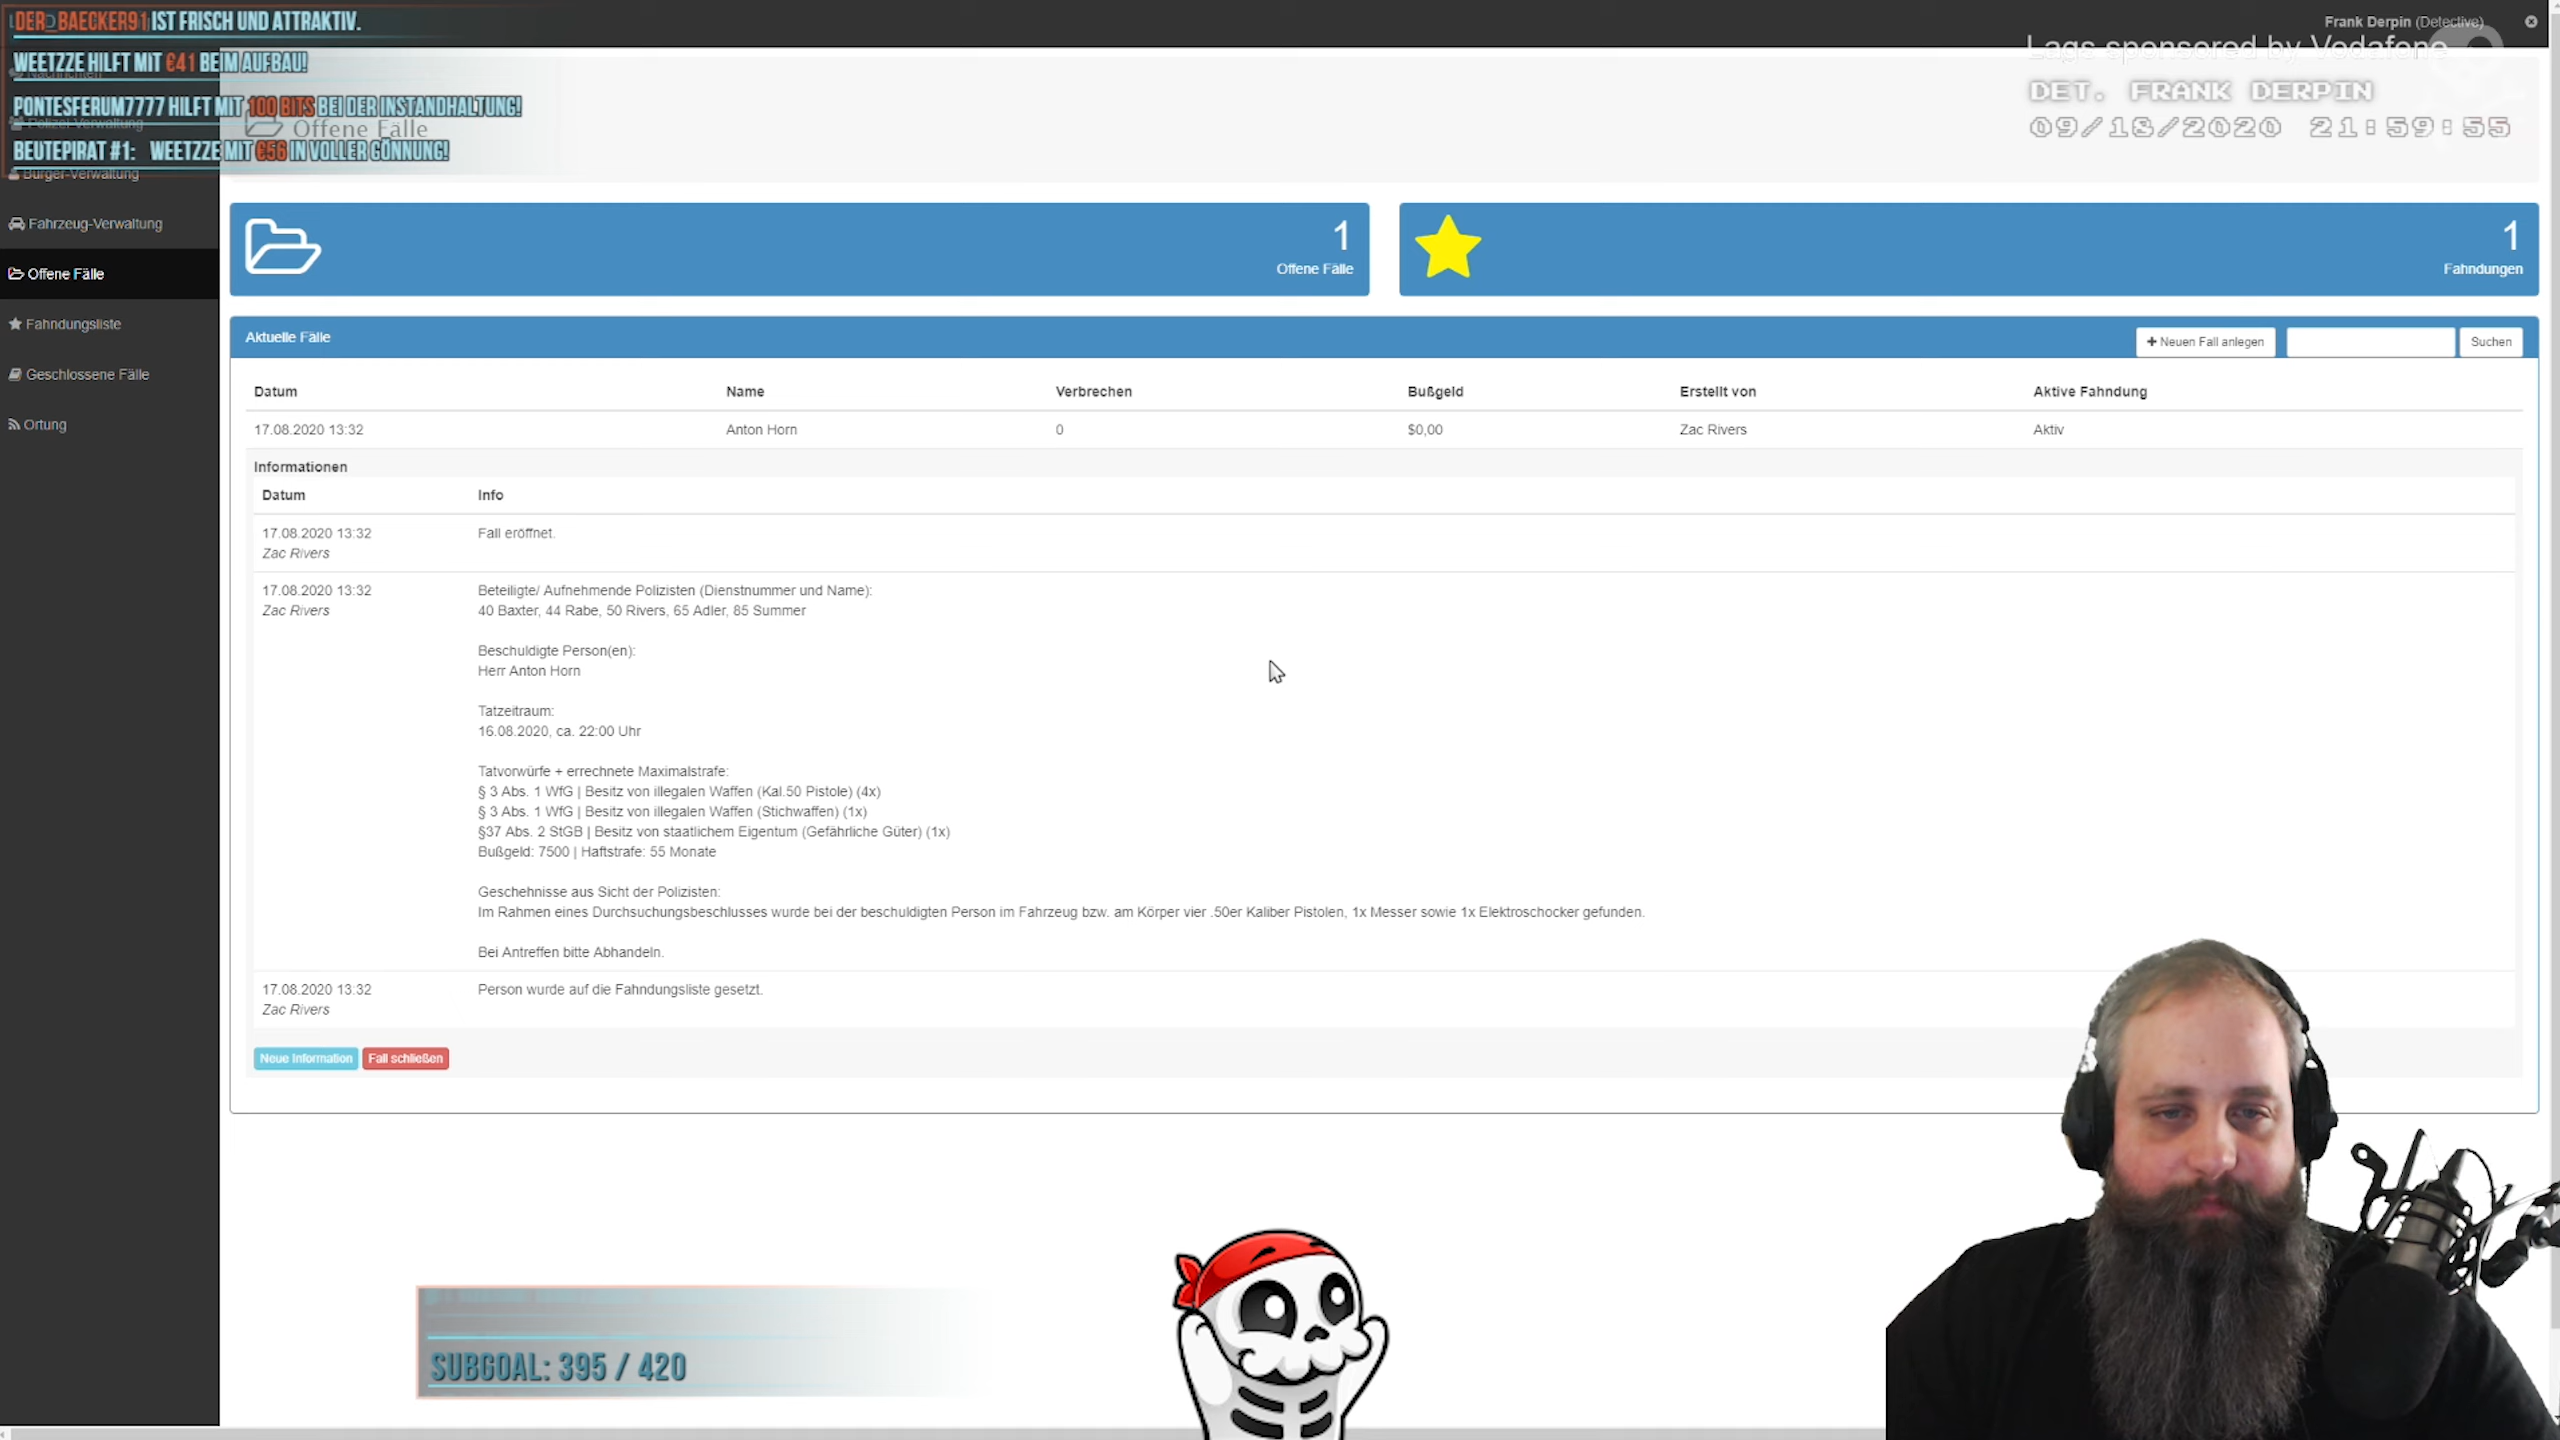 DER_BAECKER91 IST FRISCH UND ATTRAKTIV.
WEETZZE HILFT MIT €41 BEIM AUFBAU!
PONTESFERUM7777 HILFT MIT 100 BITS BEI DER INSTANDHALTUNG!
BEUTEPIRAT #1: WEETZZE MIT €56 IN VOLLER GÖNNUNG!
Frank Derpin (Detective)
Lags sponsored by Vodafone
DET. FRANK DERPIN
09/18/2020 21:59:55
Nachrichten
Polizei-Verwaltung
Bürger-Verwaltung
Fahrzeug-Verwaltung
Offene Fälle
Fahndungsliste
Geschlossene Fälle
Ortung
Offene Fälle
1
Offene Fälle
1
Fahndungen
Aktuelle Fälle
Neuen Fall anlegen
Suchen
Datum Name Verbrechen Bußgeld Erstellt von Aktive Fahndung
17.08.2020 13:32 Anton Horn 0 $0,00 Zac Rivers Aktiv
Informationen
Datum Info
17.08.2020 13:32 Fall eröffnet.
Zac Rivers
17.08.2020 13:32 Beteiligte/ Aufnehmende Polizisten (Dienstnummer und Name):
Zac Rivers 40 Baxter, 44 Rabe, 50 Rivers, 65 Adler, 85 Summer
Beschuldigte Person(en):
Herr Anton Horn
Tatzeitraum:
16.08.2020, ca. 22:00 Uhr
Tatvorwürfe + errechnete Maximalstrafe:
§ 3 Abs. 1 WfG | Besitz von illegalen Waffen (Kal.50 Pistole) (4x)
§ 3 Abs. 1 WfG | Besitz von illegalen Waffen (Stichwaffen) (1x)
§37 Abs. 2 StGB | Besitz von staatlichem Eigentum (Gefährliche Güter) (1x)
Bußgeld: 7500 | Haftstrafe: 55 Monate
Geschehnisse aus Sicht der Polizisten:
Im Rahmen eines Durchsuchungsbeschlusses wurde bei der beschuldigten Person im Fahrzeug bzw. am Körper vier .50er Kaliber Pistolen, 1x Messer sowie 1x Elektroschocker gefunden.
Bei Antreffen bitte Abhandeln.
17.08.2020 13:32 Person wurde auf die Fahndungsliste gesetzt.
Zac Rivers
Neue Information Fall schließen
SUBGOAL: 395 / 420